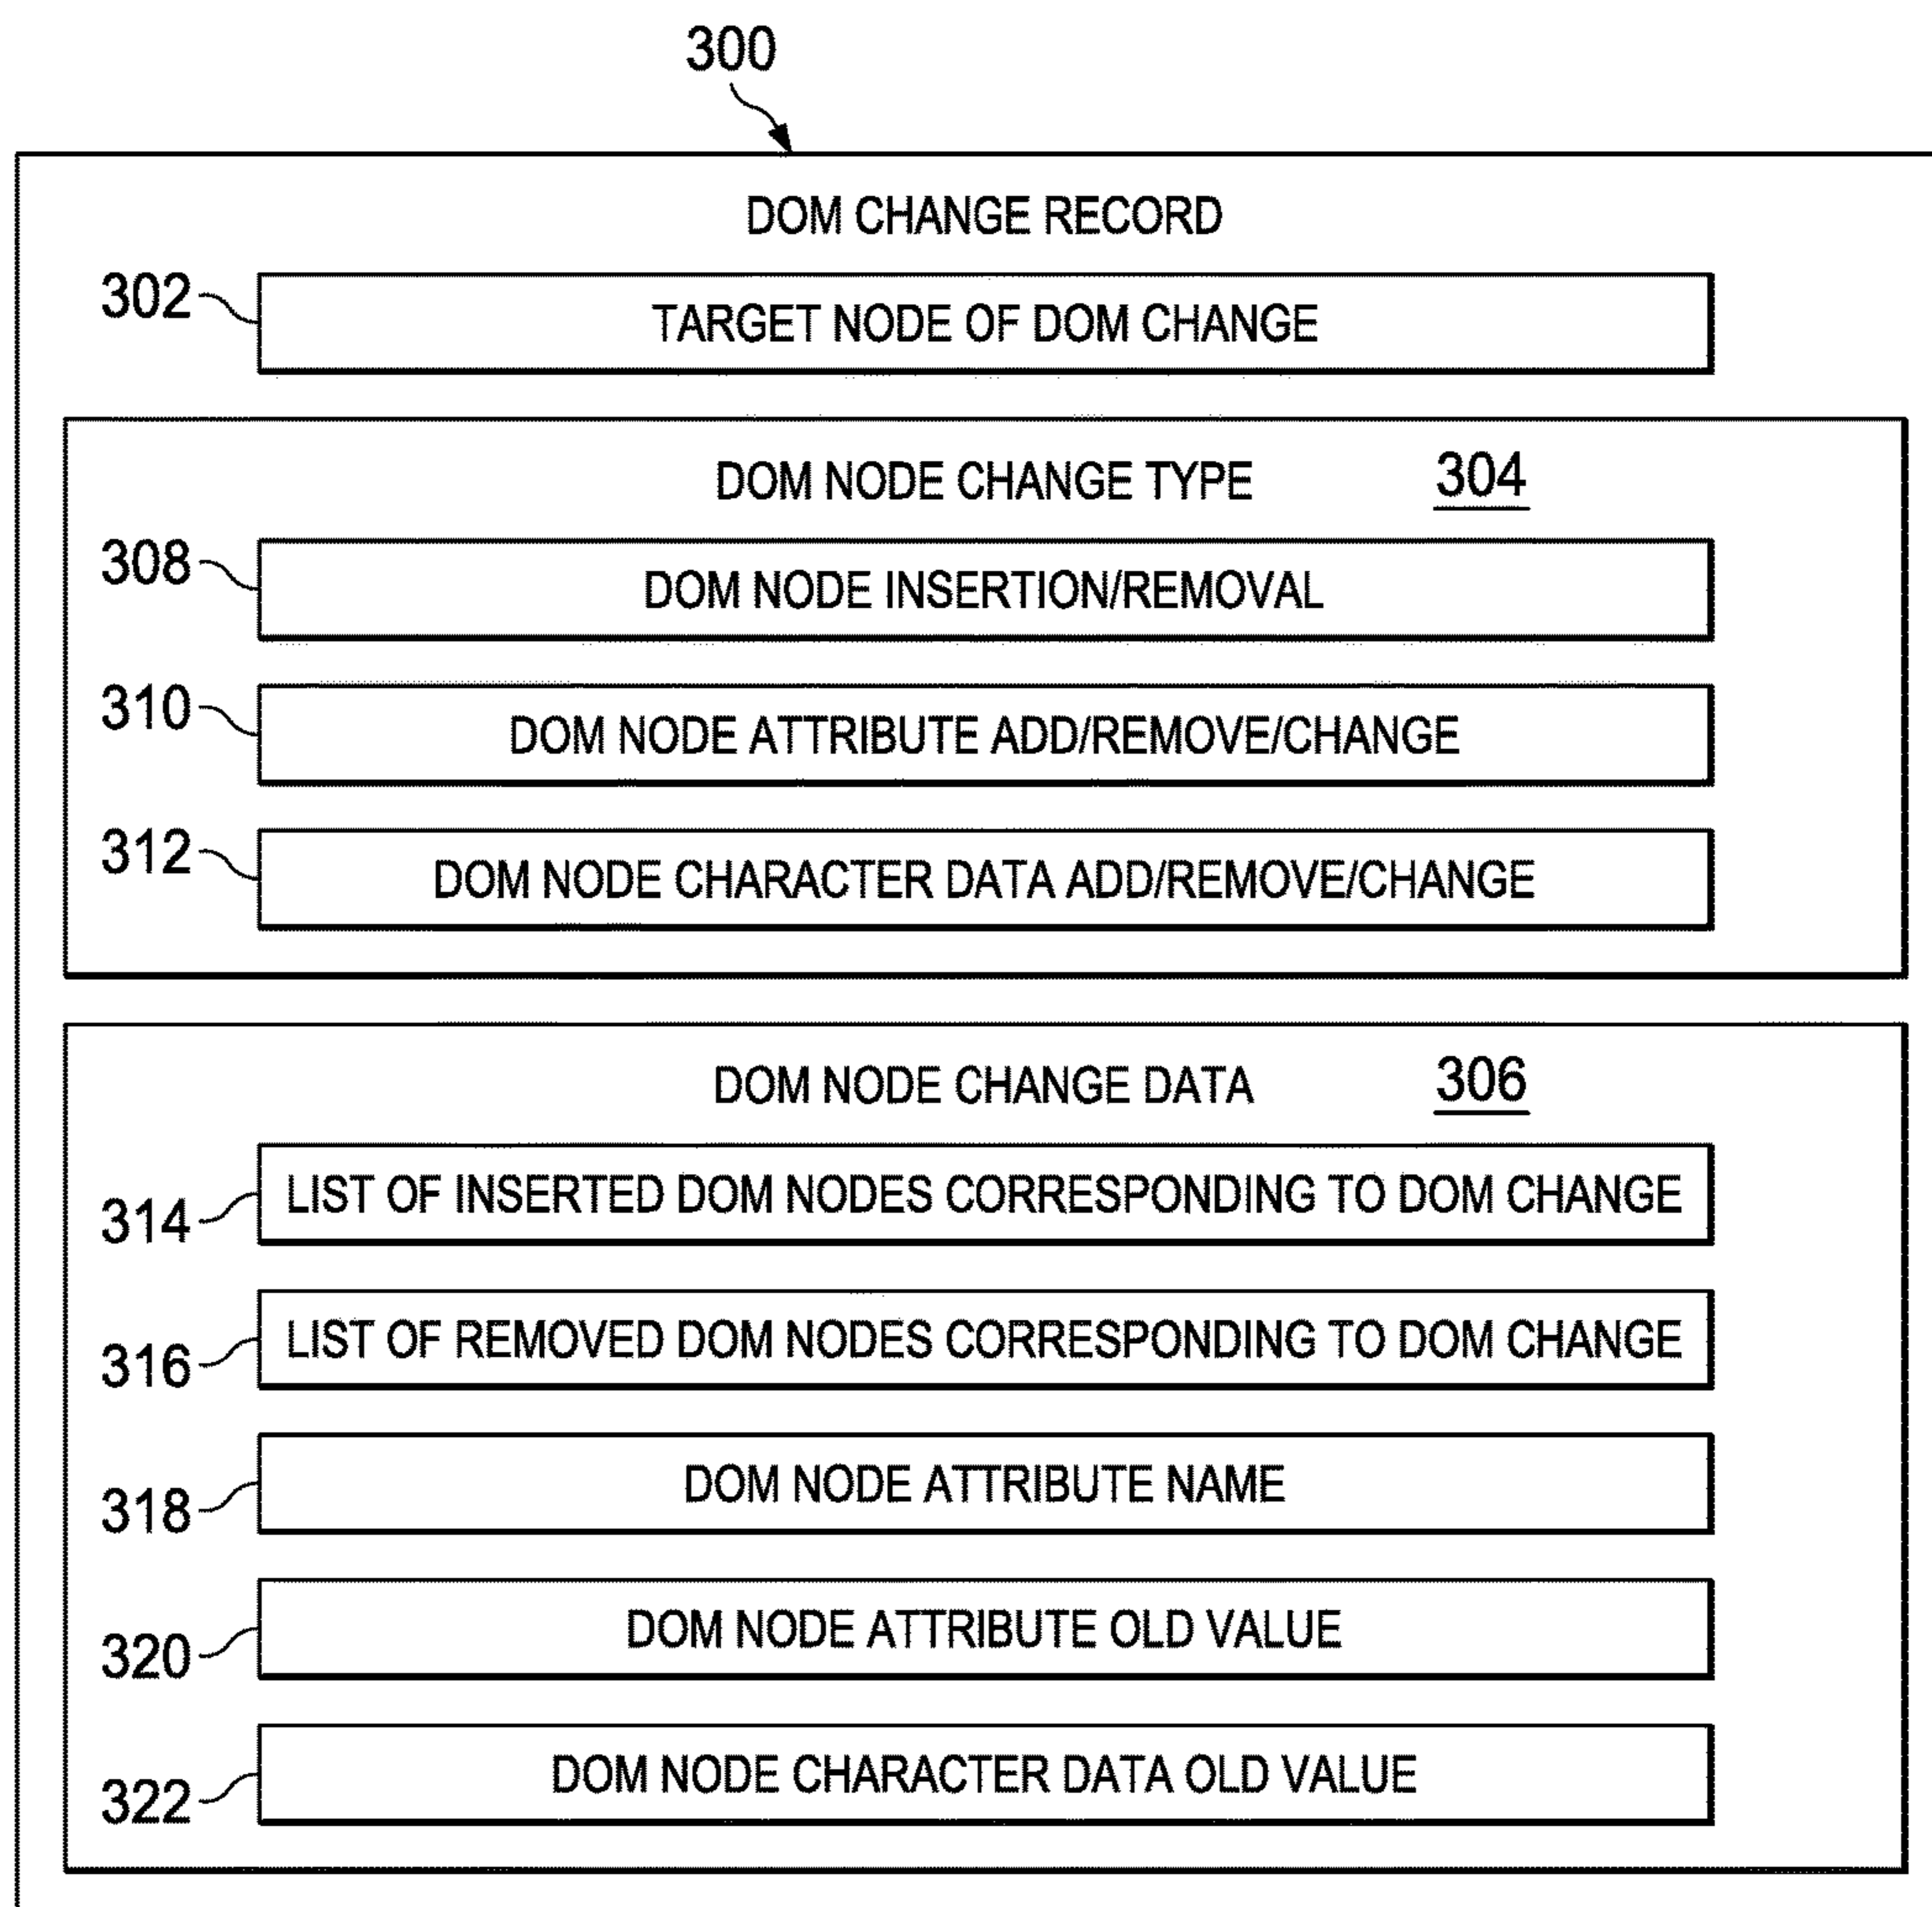 300
DOM CHANGE RECORD
302 TARGET NODE OF DOM CHANGE
DOM NODE CHANGE TYPE 304
308 DOM NODE INSERTION/REMOVAL
310 DOM NODE ATTRIBUTE ADD/REMOVE/CHANGE
312 DOM NODE CHARACTER DATA ADD/REMOVE/CHANGE
DOM NODE CHANGE DATA 306
314 LIST OF INSERTED DOM NODES CORRESPONDING TO DOM CHANGE
316 LIST OF REMOVED DOM NODES CORRESPONDING TO DOM CHANGE
318 DOM NODE ATTRIBUTE NAME
320 DOM NODE ATTRIBUTE OLD VALUE
322 DOM NODE CHARACTER DATA OLD VALUE